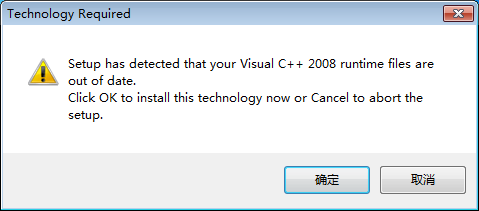 Technology Required
Setup has detected that your Visual C++ 2008 runtime files are
out of date.
Click OK to install this technology now or Cancel to abort the
setup.
确定
取消